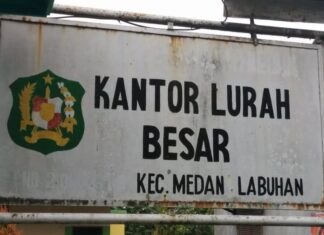 KANTOR LURAH
BESAR
KEC. MEDAN LABUHAN